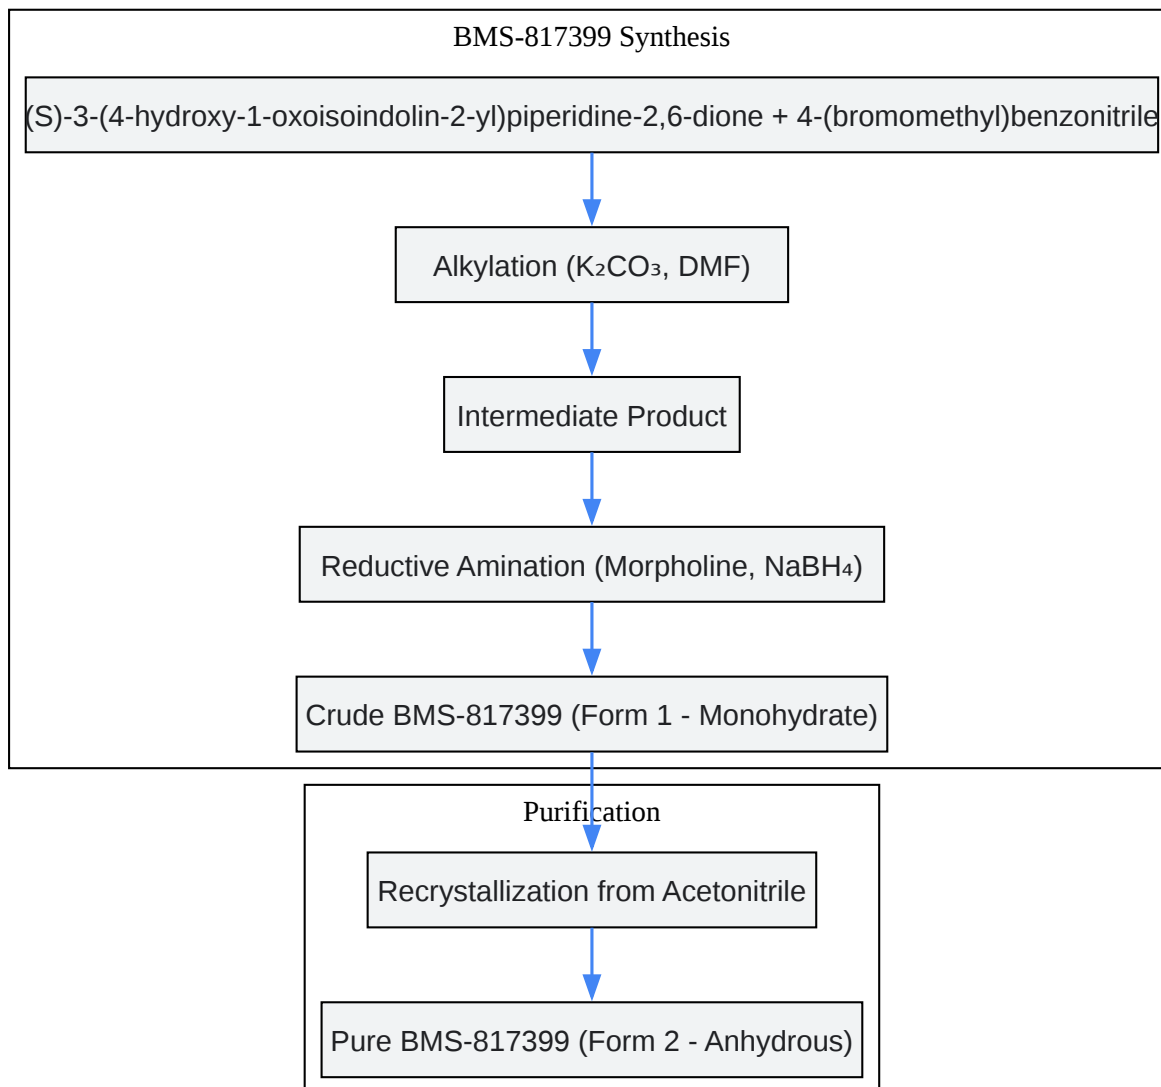 BMS-817399 Synthesis
(S)-3-(4-hydroxy-1-oxoisoindolin-2-yl)piperidine-2,6-dione + 4-(bromomethyl)benzonitrile
Alkylation (K₂CO₃, DMF)
Intermediate Product
Reductive Amination (Morpholine, NaBH₄)
Crude BMS-817399 (Form 1 - Monohydrate)
Purification
Recrystallization from Acetonitrile
Pure BMS-817399 (Form 2 - Anhydrous)